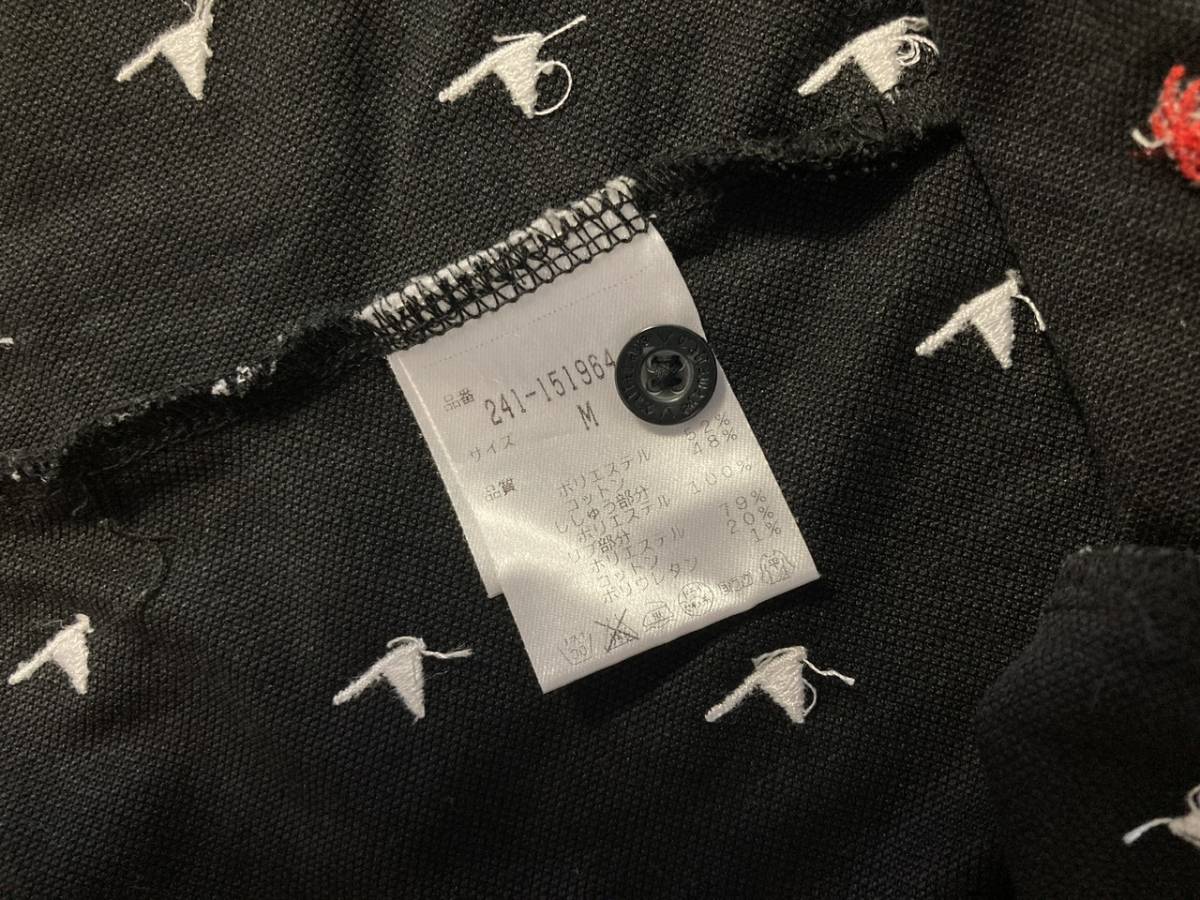 品番 241-151964
サイズ M
品質 ポリエステル 52%
コットン 48%
ししゅう部分
ポリエステル 100%
リブ部分
ポリエステル 79%
コットン 20%
ポリウレタン 1%